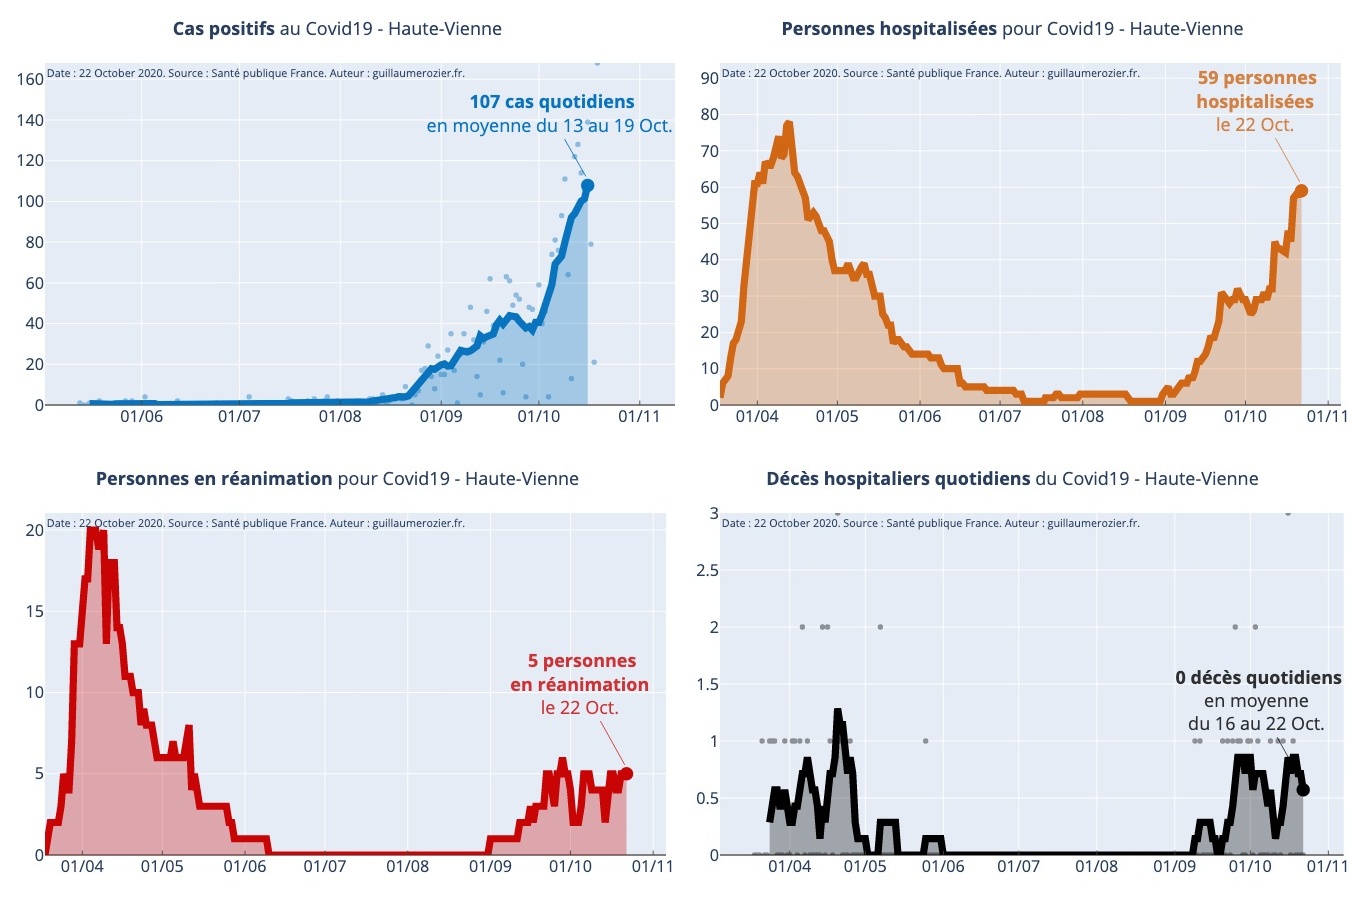 Cas positifs au Covid19 - Haute-Vienne
Date : 22 October 2020. Source : Santé publique France. Auteur : guillaumerozier.fr.
107 cas quotidiens
en moyenne du 13 au 19 Oct.
160
140
120
100
80
60
40
20
0
01/06 01/07 01/08 01/09 01/10 01/11
Personnes hospitalisées pour Covid19 - Haute-Vienne
Date : 22 October 2020. Source : Santé publique France. Auteur : guillaumerozier.fr.
59 personnes
hospitalisées
le 22 Oct.
90
80
70
60
50
40
30
20
10
0
01/04 01/05 01/06 01/07 01/08 01/09 01/10 01/11
Personnes en réanimation pour Covid19 - Haute-Vienne
Date : 22 October 2020. Source : Santé publique France. Auteur : guillaumerozier.fr.
5 personnes
en réanimation
le 22 Oct.
20
15
10
5
0
01/04 01/05 01/06 01/07 01/08 01/09 01/10 01/11
Décès hospitaliers quotidiens du Covid19 - Haute-Vienne
Date : 22 October 2020. Source : Santé publique France. Auteur : guillaumerozier.fr.
0 décès quotidiens
en moyenne
du 16 au 22 Oct.
3
2.5
2
1.5
1
0.5
0
01/04 01/05 01/06 01/07 01/08 01/09 01/10 01/11